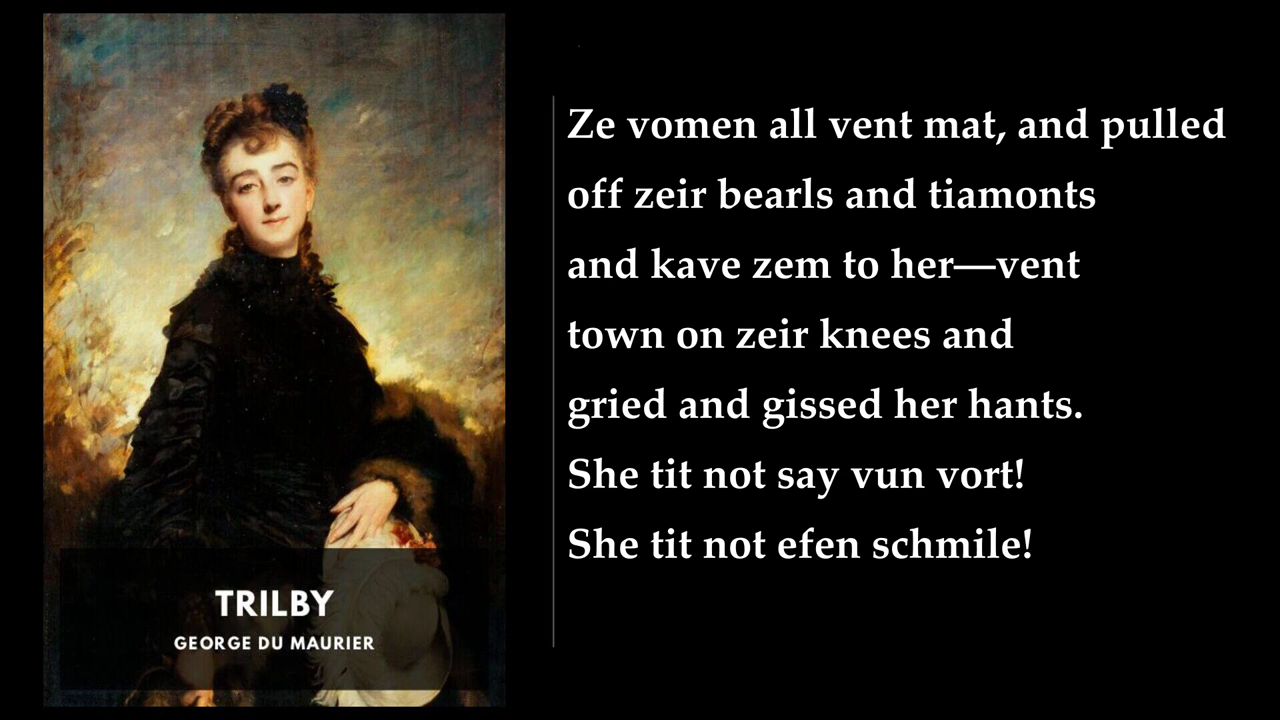 TRILBY
GEORGE DU MAURIER
Ze vomen all vent mat, and pulled
off zeir bearls and tiamonts
and kave zem to her—vent
town on zeir knees and
gried and gissed her hants.
She tit not say vun vort!
She tit not efen schmile!